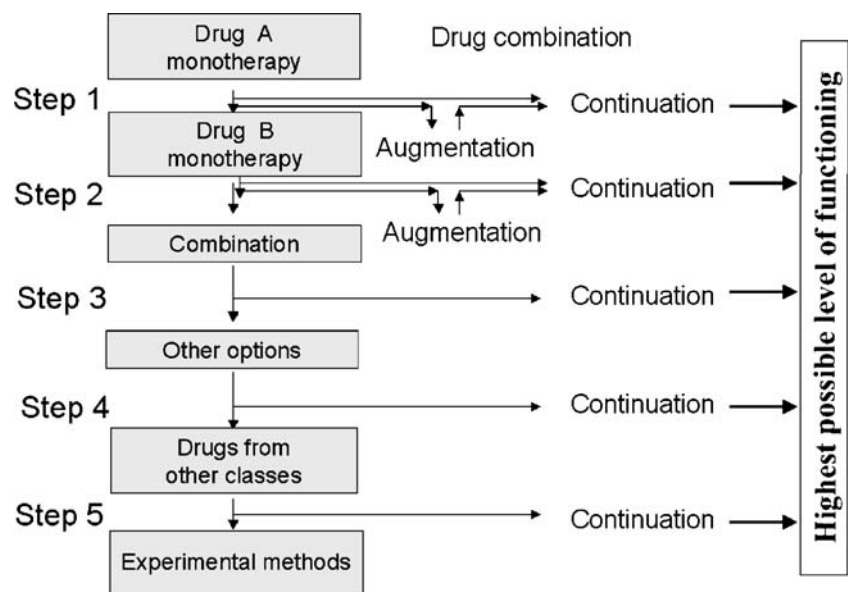 Drug A
monotherapy
Drug combination
Step 1
Continuation
Drug B
monotherapy
Augmentation
Step 2
Continuation
Augmentation
Combination
Step 3
Continuation
Other options
Step 4
Continuation
Drugs from
other classes
Step 5
Continuation
Experimental methods
Highest possible level of functioning